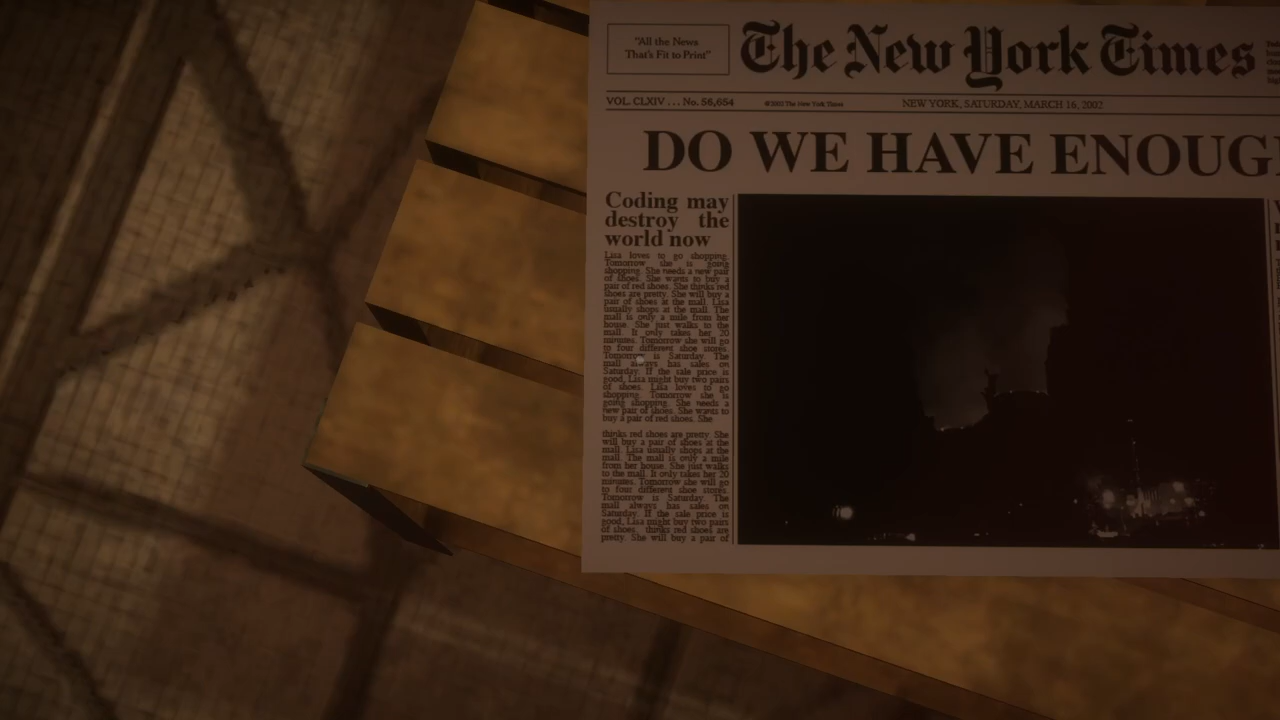 "All the News
That's Fit to Print"
The New York Times
VOL. CLXIV . . . No. 56,654
©2002 The New York Times
NEW YORK, SATURDAY, MARCH 16, 2002
DO WE HAVE ENOUG
Coding may
destroy the
world now
Lisa loves to go shopping.
Tomorrow she is going
shopping. She needs a new pair
of shoes. She wants to buy a
pair of red shoes. She thinks red
shoes are pretty. She will buy a
pair of shoes at the mall. Lisa
usually shops at the mall. The
mall is only a mile from her
house. She just walks to the
mall. It only takes her 20
minutes. Tomorrow she will go
to four different shoe stores.
Tomorrow is Saturday. The
mall always has sales on
Saturday. If the sale price is
good, Lisa might buy two pairs
of shoes. Lisa loves to go
shopping. Tomorrow she is
going shopping. She needs a
new pair of shoes. She wants to
buy a pair of red shoes. She
thinks red shoes are pretty. She
will buy a pair of shoes at the
mall. Lisa usually shops at the
mall. The mall is only a mile
from her house. She just walks
to the mall. It only takes her 20
minutes. Tomorrow she will go
to four different shoe stores.
Tomorrow is Saturday. The
mall always has sales on
Saturday. If the sale price is
good, Lisa might buy two pairs
of shoes. thinks red shoes are
pretty. She will buy a pair of